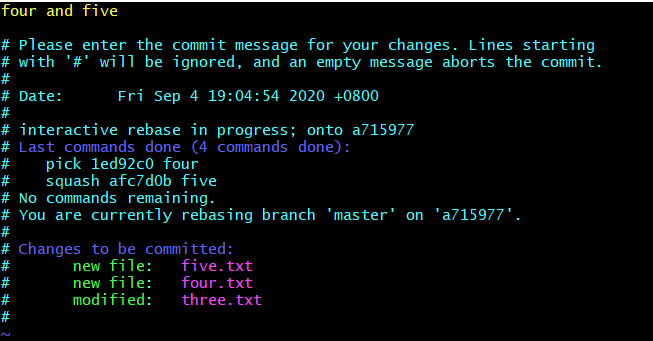 four and five

# Please enter the commit message for your changes. Lines starting
# with '#' will be ignored, and an empty message aborts the commit.
#
# Date:      Fri Sep 4 19:04:54 2020 +0800
#
# interactive rebase in progress; onto a715977
# Last commands done (4 commands done):
#    pick 1ed92c0 four
#    squash afc7d0b five
# No commands remaining.
# You are currently rebasing branch 'master' on 'a715977'.
#
# Changes to be committed:
#       new file:   five.txt
#       new file:   four.txt
#       modified:   three.txt
#
~